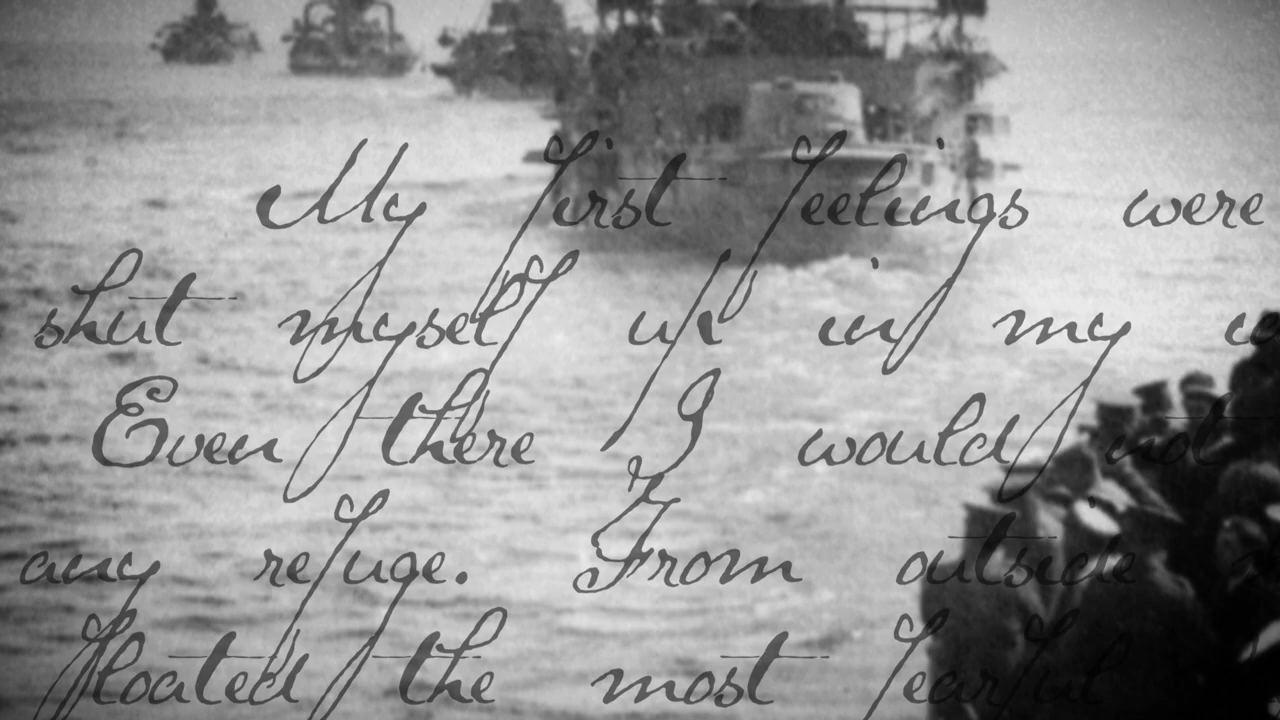 My first feelings were
shut myself up in my
Even there I would not
any refuge. From outside
floated the most fearful